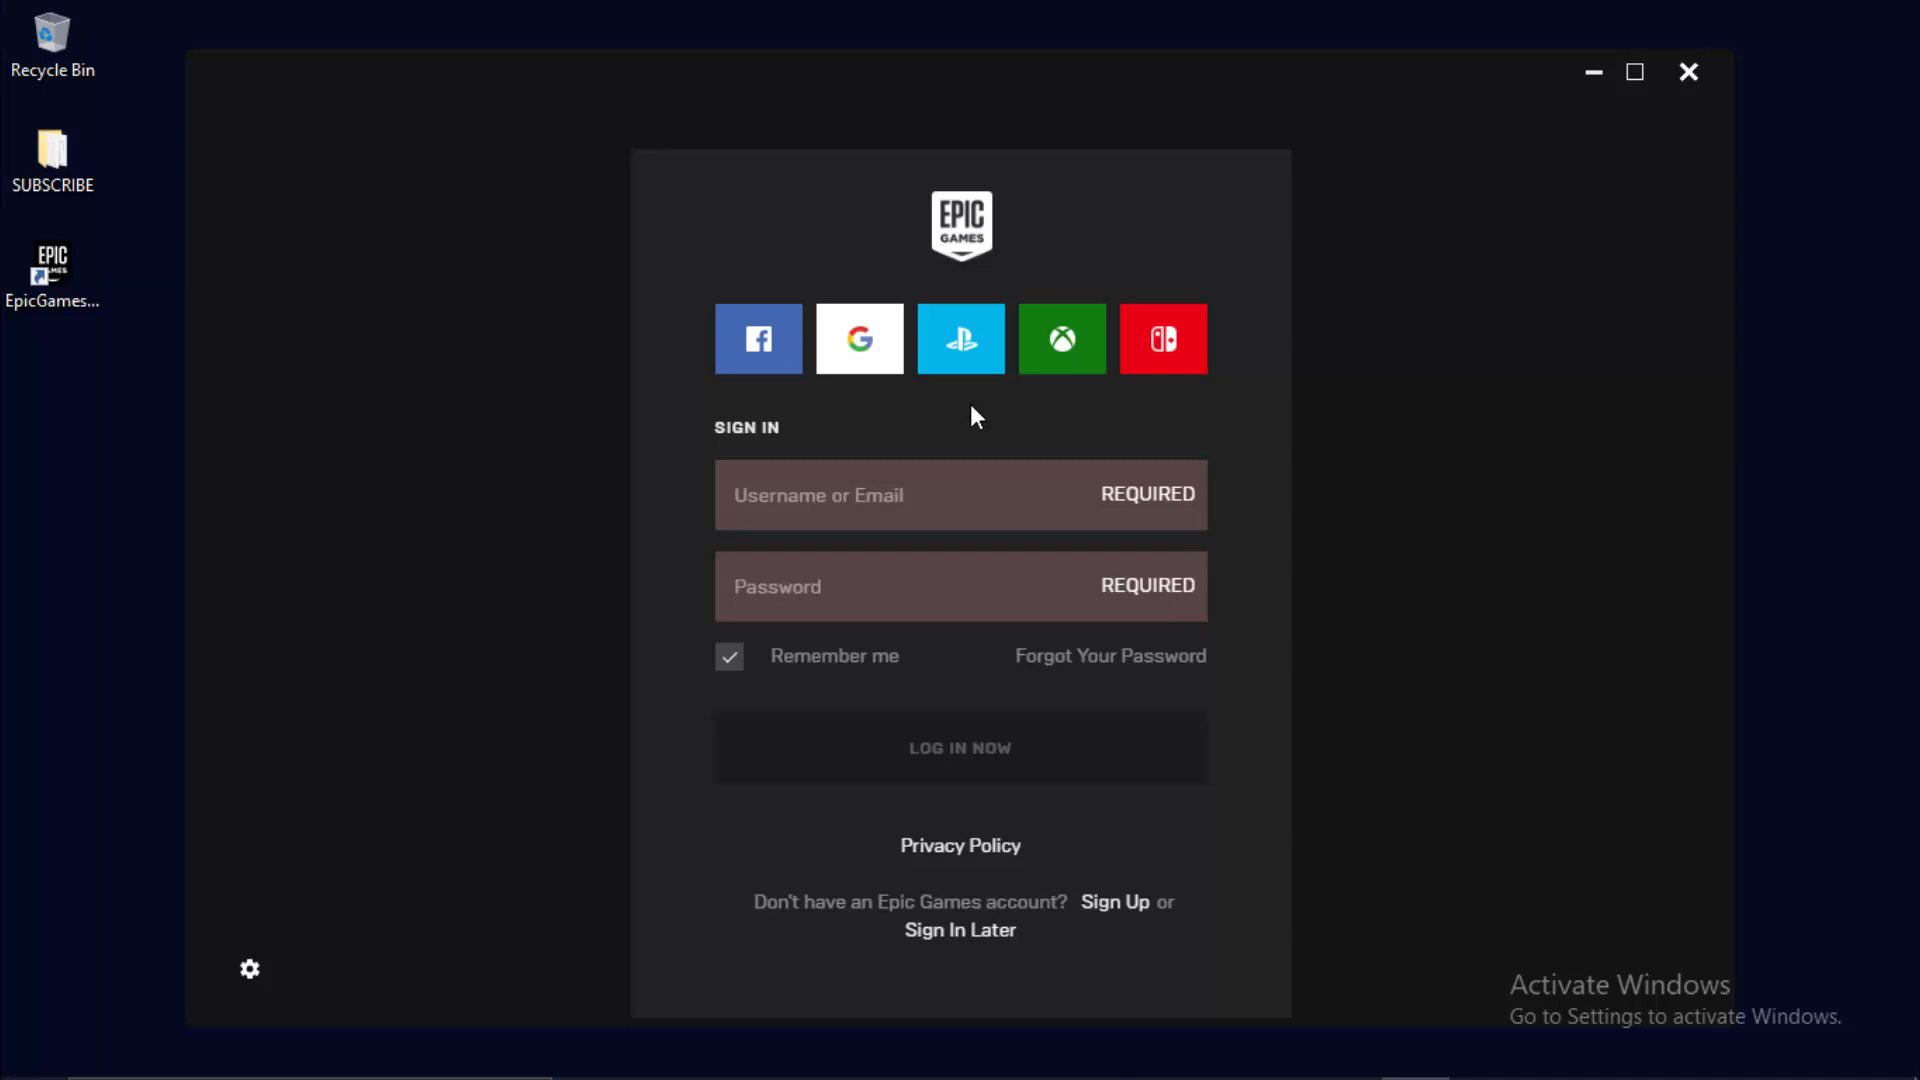 Recycle Bin
SUBSCRIBE
EPIC
GAMES
EpicGames...
EPIC
GAMES
SIGN IN
Username or Email REQUIRED
Password REQUIRED
Remember me Forgot Your Password
LOG IN NOW
Privacy Policy
Don't have an Epic Games account? Sign Up or
Sign In Later
Activate Windows
Go to Settings to activate Windows.